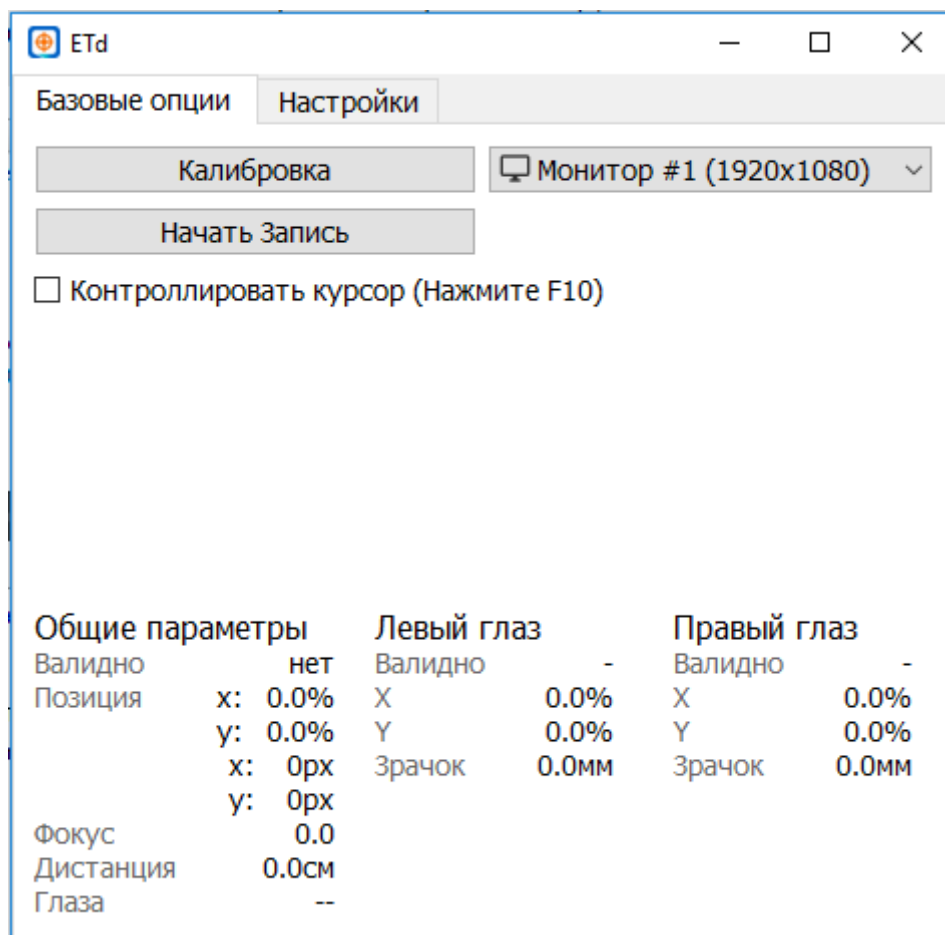 ETd
Базовые опции Настройки
Калибровка Монитор #1 (1920x1080)
Начать Запись
Контроллировать курсор (Нажмите F10)
Общие параметры Левый глаз Правый глаз
Валидно нет Валидно - Валидно -
Позиция x: 0.0% X 0.0% X 0.0%
y: 0.0% Y 0.0% Y 0.0%
x: 0px Зрачок 0.0мм Зрачок 0.0мм
y: 0px
Фокус 0.0
Дистанция 0.0см
Глаза --